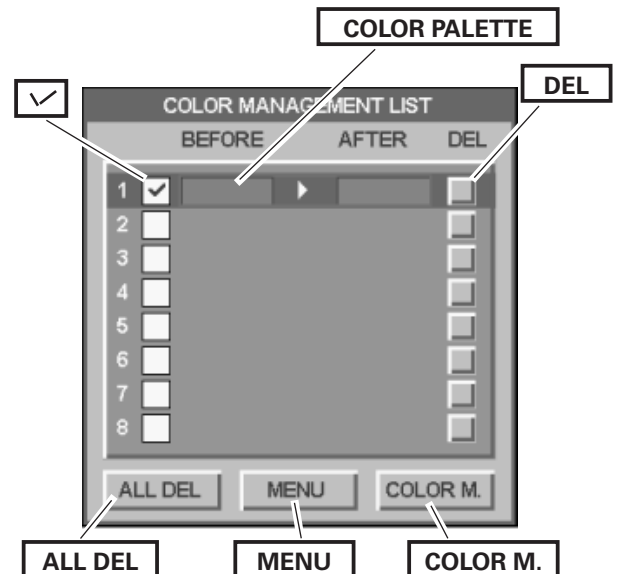 COLOR PALETTE
DEL
COLOR MANAGEMENT LIST
BEFORE AFTER DEL
1
2
3
4
5
6
7
8
ALL DEL MENU COLOR M.
ALL DEL MENU COLOR M.